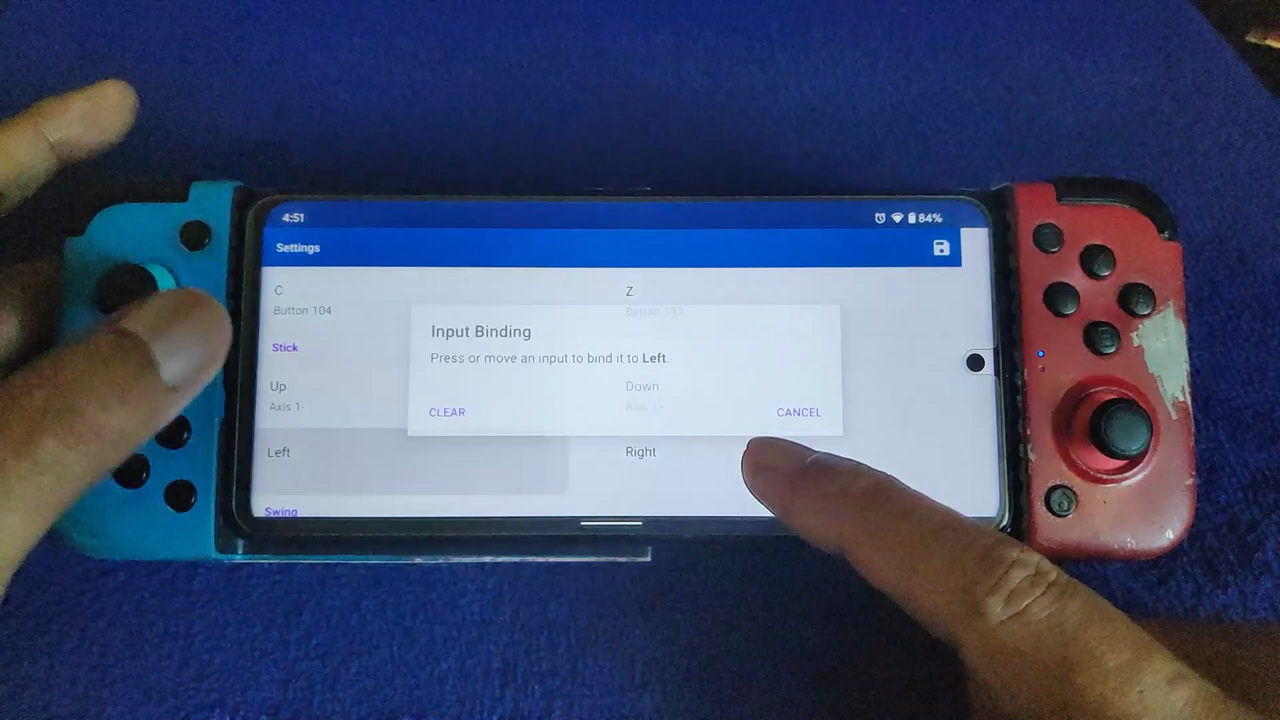 4:51
84%
Settings
C
Z
Button 104
Input Binding
Stick
Press or move an input to bind it to Left.
Up
Down
Axis 1-
CLEAR
CANCEL
Left
Right
Swing